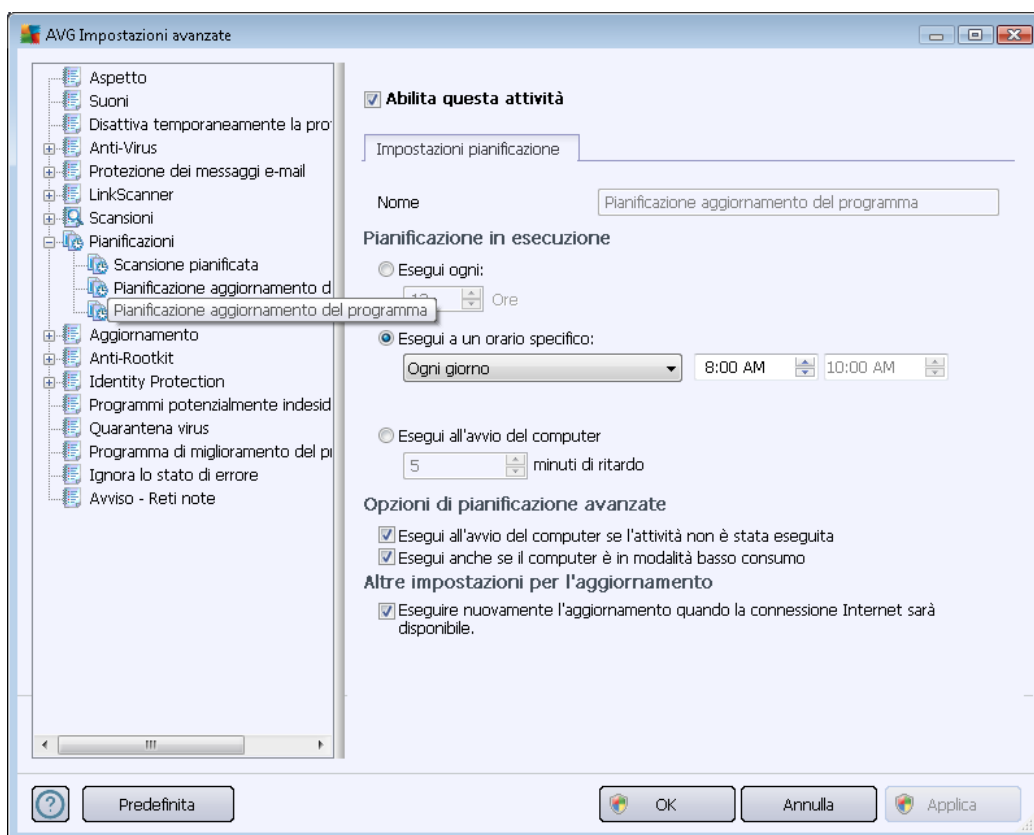 AVG Impostazioni avanzate
Aspetto
Suoni
Disattiva temporaneamente la pro
Anti-Virus
Protezione dei messaggi e-mail
LinkScanner
Scansioni
Pianificazioni
Scansione pianificata
Pianificazione aggiornamento d
Pianificazione aggiornamento del programma
Aggiornamento
Anti-Rootkit
Identity Protection
Programmi potenzialmente indesid
Quarantena virus
Programma di miglioramento del pr
Ignora lo stato di errore
Avviso - Reti note
Abilita questa attività
Impostazioni pianificazione
Nome
Pianificazione aggiornamento del programma
Pianificazione in esecuzione
Esegui ogni:
Ore
Esegui a un orario specifico:
Ogni giorno 8:00 AM 10:00 AM
Esegui all'avvio del computer
5 minuti di ritardo
Opzioni di pianificazione avanzate
Esegui all'avvio del computer se l'attività non è stata eseguita
Esegui anche se il computer è in modalità basso consumo
Altre impostazioni per l'aggiornamento
Eseguire nuovamente l'aggiornamento quando la connessione Internet sarà
disponibile.
? Predefinita OK Annulla Applica